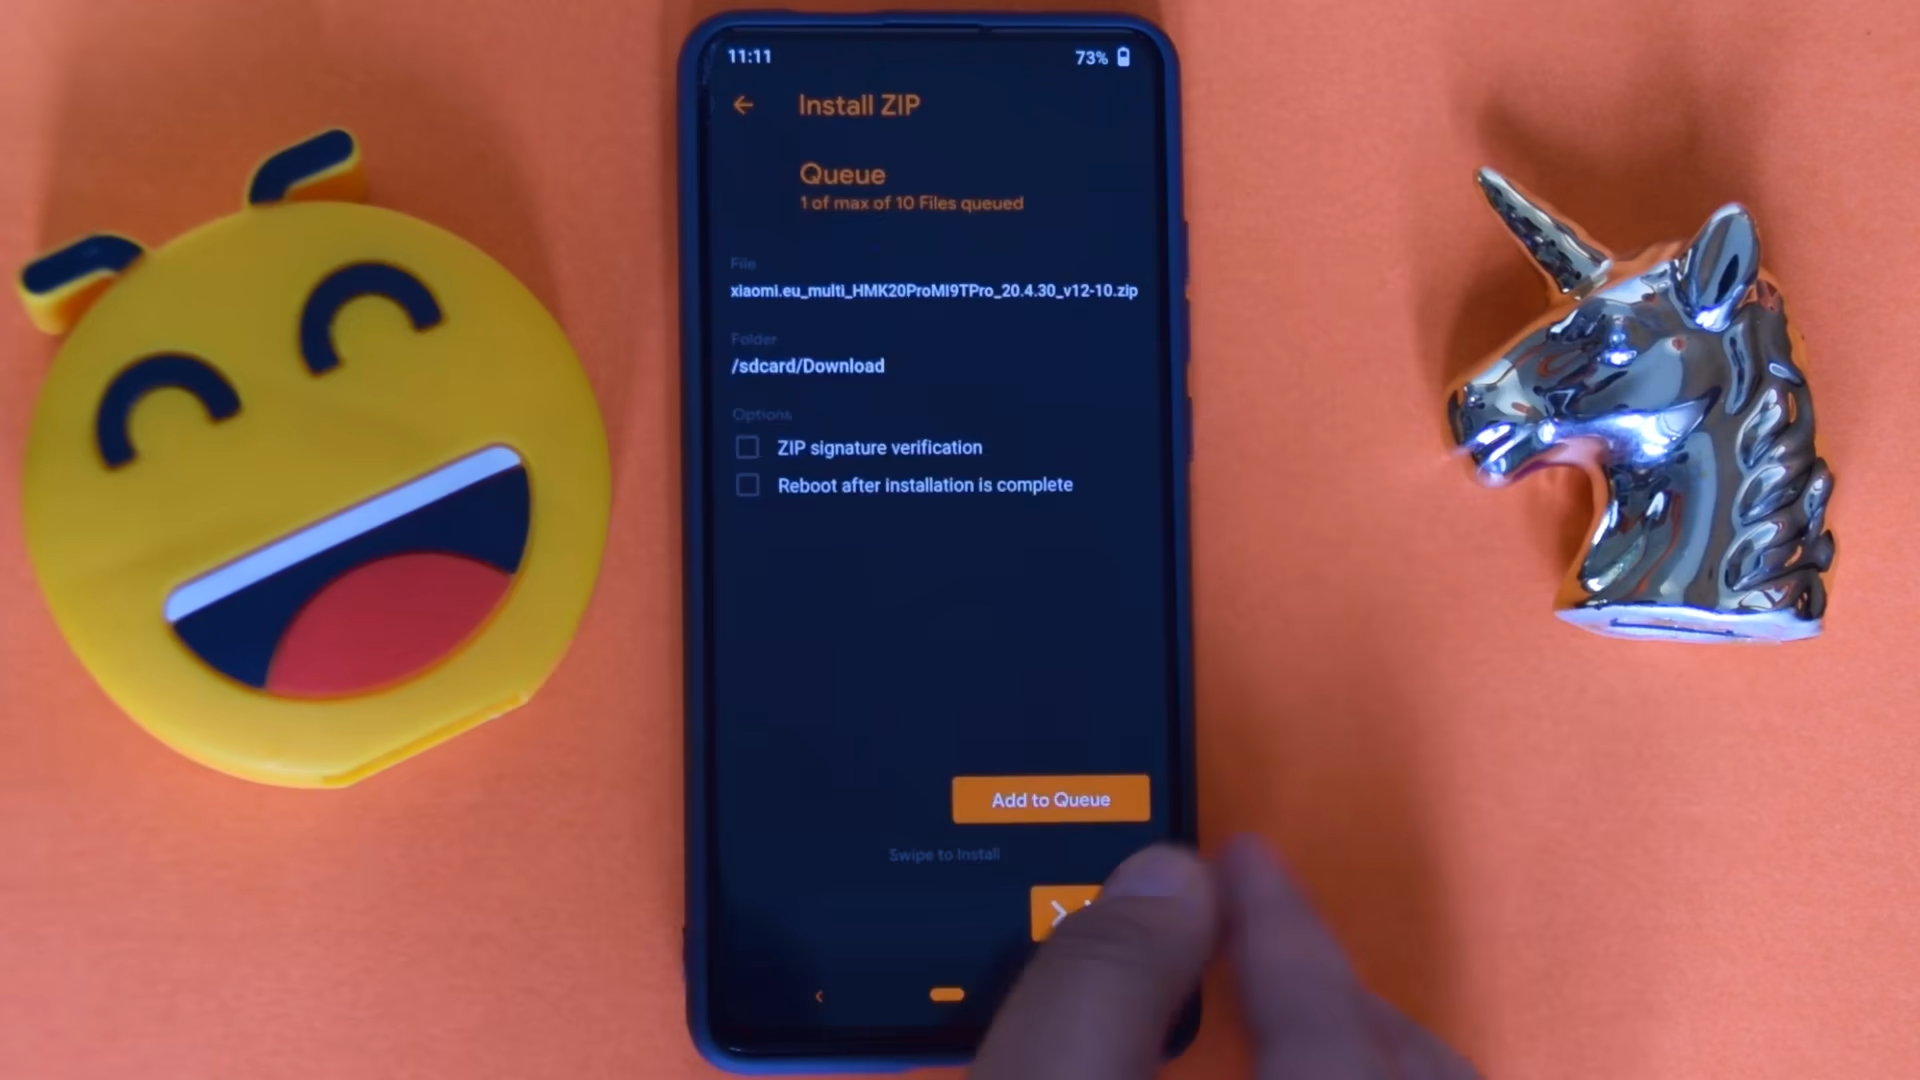 11:11
73%
Install ZIP
Queue
1 of max of 10 Files queued
File
xiaomi.eu_multi_HMK20ProMI9TPro_20.4.30_v12-10.zip
Folder
/sdcard/Download
Options
ZIP signature verification
Reboot after installation is complete
Add to Queue
Swipe to Install